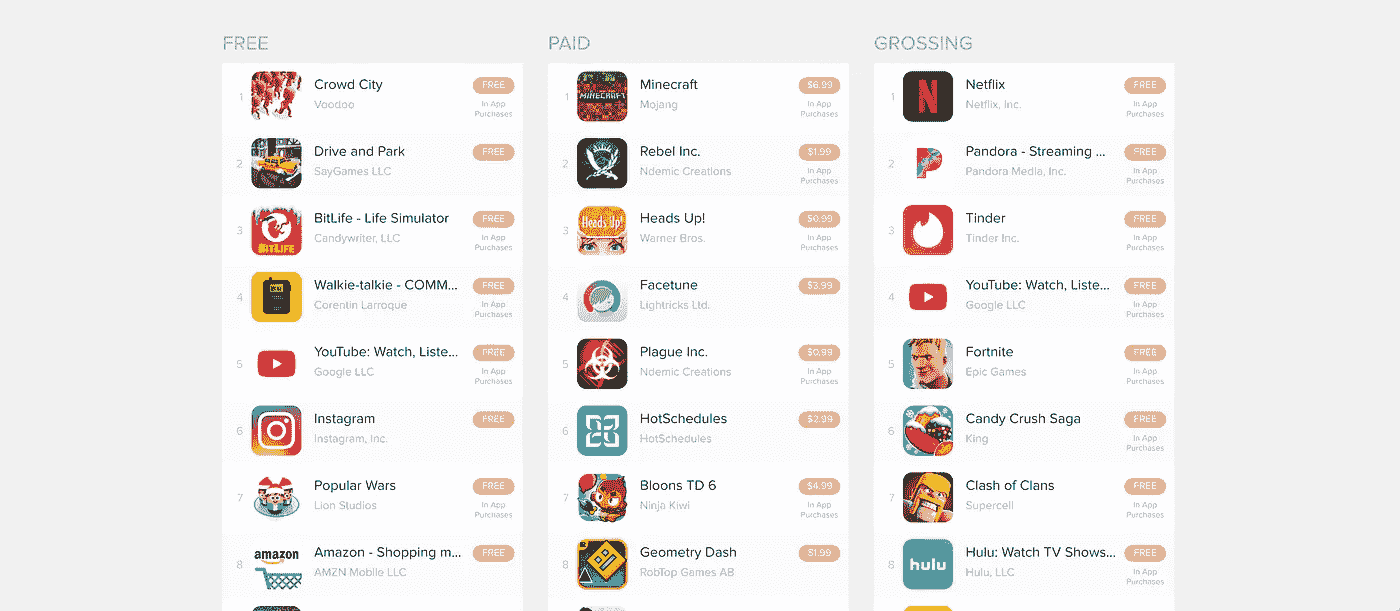 FREE
1
Crowd City
Voodoo
FREE
In App
Purchases
2
Drive and Park
SayGames LLC
FREE
3
BITLIFE
BitLife - Life Simulator
Candywriter, LLC
FREE
In App
Purchases
4
Walkie-talkie - COMM...
Corentin Larroque
FREE
In App
Purchases
5
YouTube: Watch, Liste...
Google LLC
FREE
In App
Purchases
6
Instagram
Instagram, Inc.
FREE
7
Popular Wars
Lion Studios
FREE
In App
Purchases
8
amazon
Amazon - Shopping m...
AMZN Mobile LLC
FREE
PAID
1
MINECRAFT
Minecraft
Mojang
$6.99
In App
Purchases
2
Rebel Inc.
Ndemic Creations
$1.99
In App
Purchases
3
Heads Up!
Heads Up!
Warner Bros.
$0.99
In App
Purchases
4
Facetune
Lightricks Ltd.
$3.99
5
Plague Inc.
Ndemic Creations
$0.99
In App
Purchases
6
HotSchedules
HotSchedules
$2.99
7
Bloons TD 6
Ninja Kiwi
$4.99
In App
Purchases
8
Geometry Dash
RobTop Games AB
$1.99
GROSSING
1
N
Netflix
Netflix, Inc.
FREE
In App
Purchases
2
Pandora - Streaming ...
Pandora Media, Inc.
FREE
In App
Purchases
3
Tinder
Tinder Inc.
FREE
In App
Purchases
4
YouTube: Watch, Liste...
Google LLC
FREE
In App
Purchases
5
Fortnite
Epic Games
FREE
In App
Purchases
6
Candy Crush Saga
King
FREE
In App
Purchases
7
Clash of Clans
Supercell
FREE
In App
Purchases
8
hulu
Hulu: Watch TV Shows...
Hulu, LLC
FREE
In App
Purchases